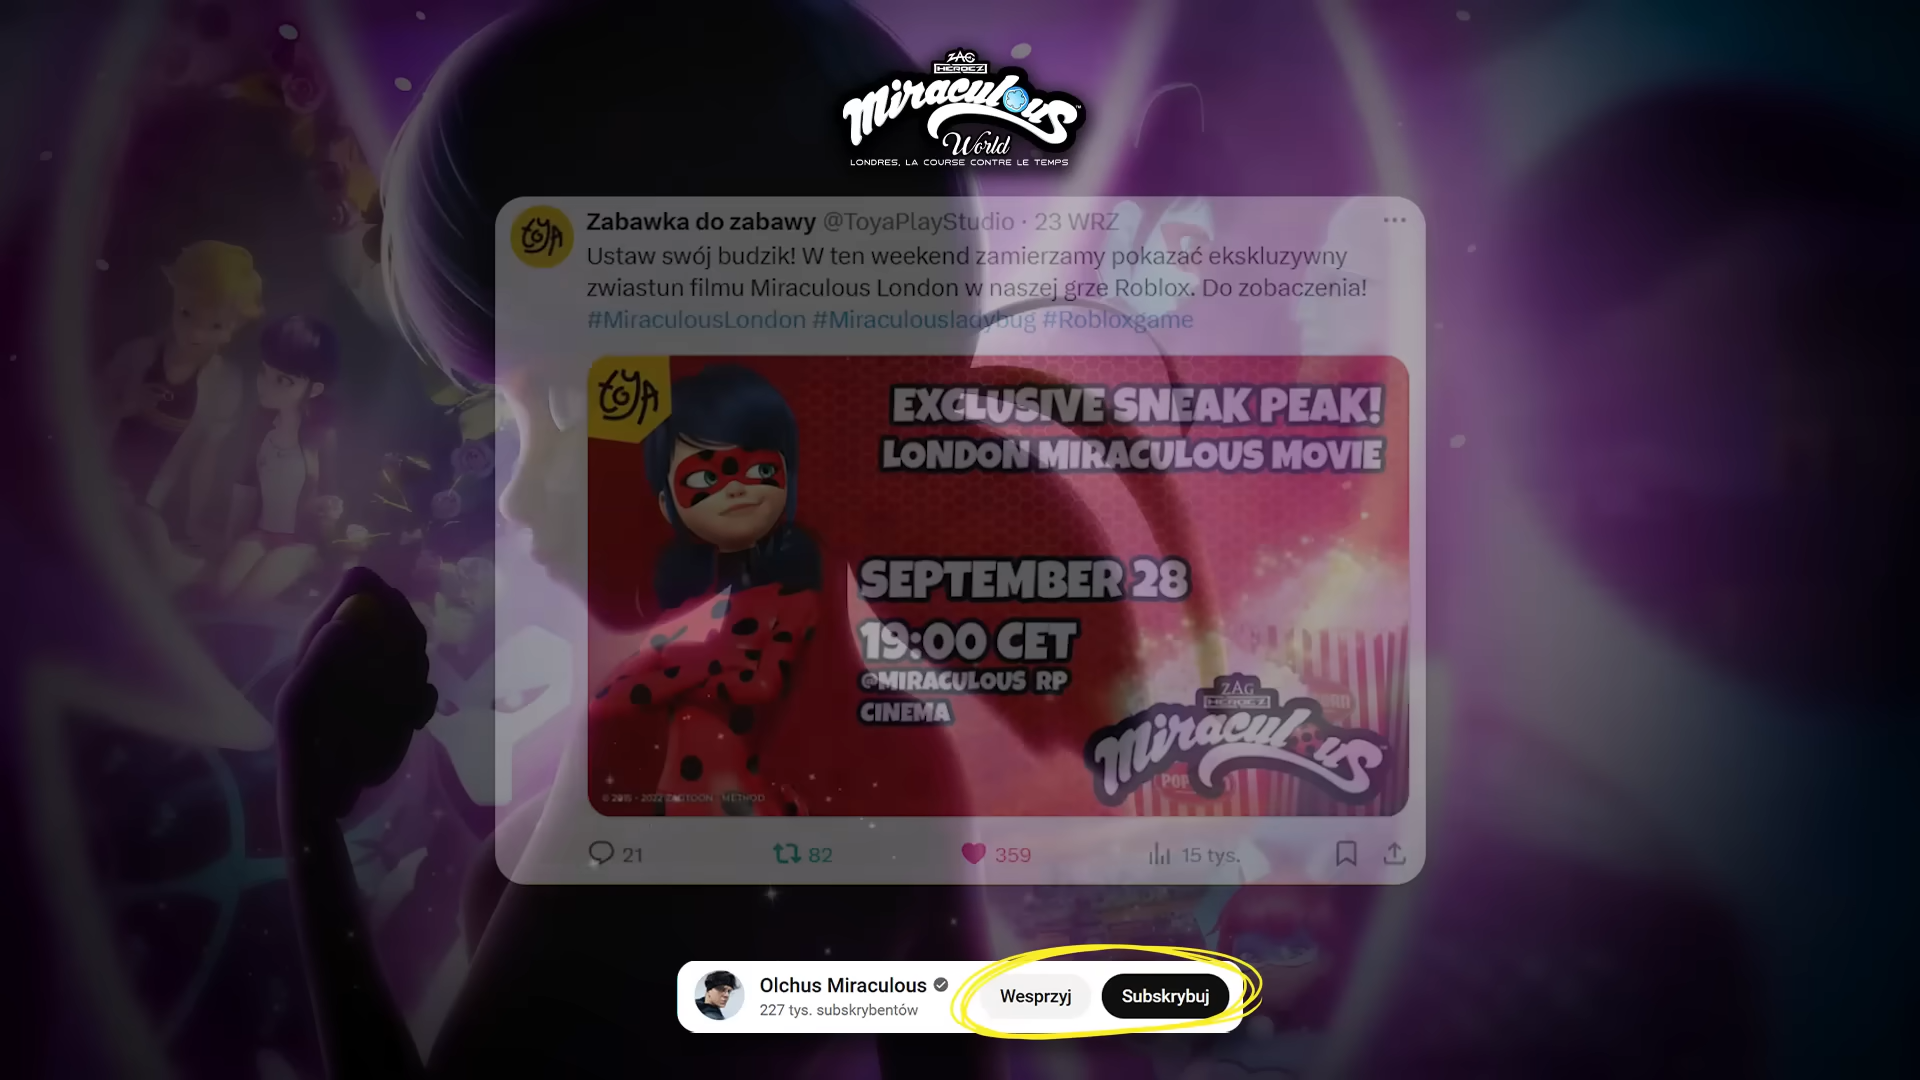 ZAG
HEROEZ
Miraculous
World
LONDRES, LA COURSE CONTRE LE TEMPS
Zabawka do zabawy @ToyaPlayStudio · 23 WRZ
Ustaw swój budzik! W ten weekend zamierzamy pokazać ekskluzywny
zwiastun filmu Miraculous London w naszej grze Roblox. Do zobaczenia!
#MiraculousLondon #Miraculousladybug #Robloxgame
toyA
toyA
EXCLUSIVE SNEAK PEAK!
LONDON MIRACULOUS MOVIE
SEPTEMBER 28
19:00 CET
@MIRACULOUS RP
CINEMA
ZAG
HEROEZ
Miraculous
POP
21
82
359
15 tys.
Olchus Miraculous
227 tys. subskrybentów
Wesprzyj
Subskrybuj